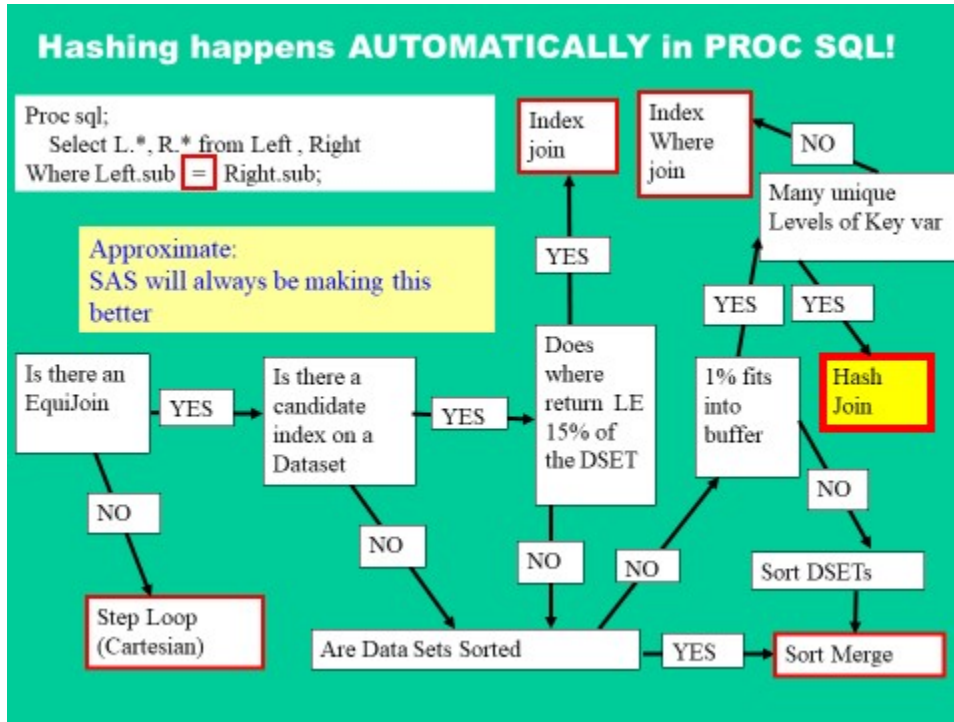 Hashing happens AUTOMATICALLY in PROC SQL!
Proc sql;
Select L.*, R.* from Left , Right
Where Left.sub = Right.sub;
Approximate:
SAS will always be making this
better
Index
join
Index
Where
join
NO
Many unique
Levels of Key var
YES
YES
YES
Is there an
EquiJoin
YES
Is there a
candidate
index on a
Dataset
YES
Does
where
return LE
15% of
the DSET
1% fits
into
buffer
Hash
Join
NO
NO
NO
NO
NO
Sort DSETs
Step Loop
(Cartesian)
Are Data Sets Sorted
YES
Sort Merge